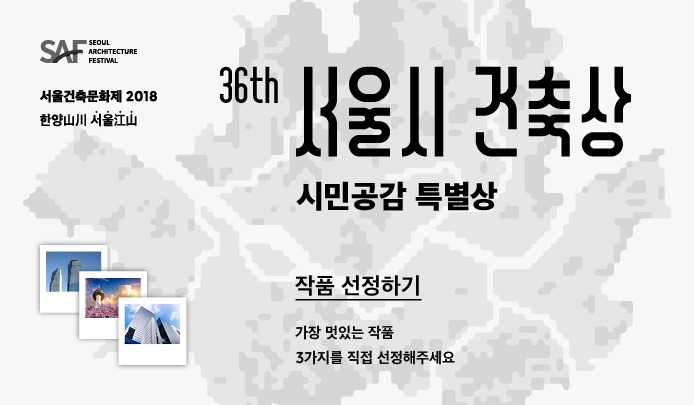 SAF SEOUL
ARCHITECTURE
FESTIVAL
서울건축문화제 2018
한양山川 서울江山
36th 서울시 건축상
시민공감 특별상
작품 선정하기
가장 멋있는 작품
3가지를 직접 선정해주세요